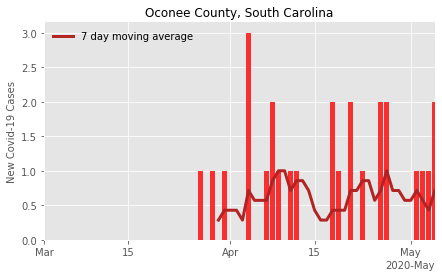 Oconee County, South Carolina
7 day moving average
New Covid-19 Cases
3.0
2.5
2.0
1.5
1.0
0.5
0.0
Mar 15 Apr 15 May
2020-May